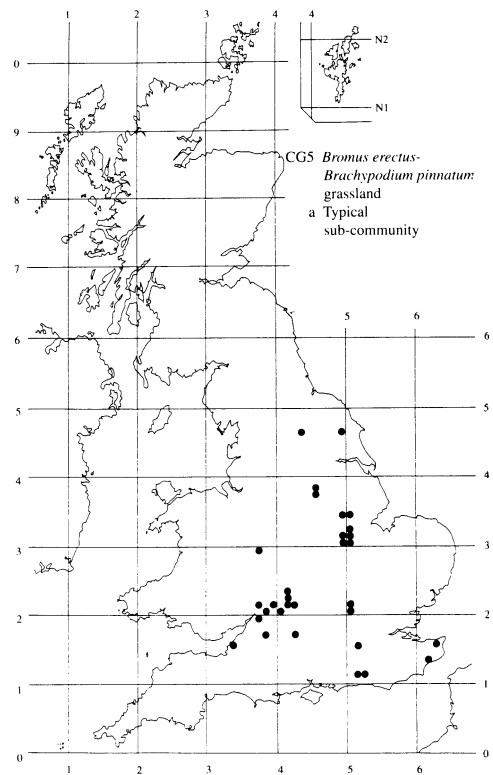 4 1 2 3 4
N2
0
N1
9
CG5 Bromus erectus-
Brachypodium pinnatum
grassland
8
a Typical
sub-community
7
6 5 6 6
5 5
4 4
3 3
2 2
1 1
0 0
1 2 3 4 5 6